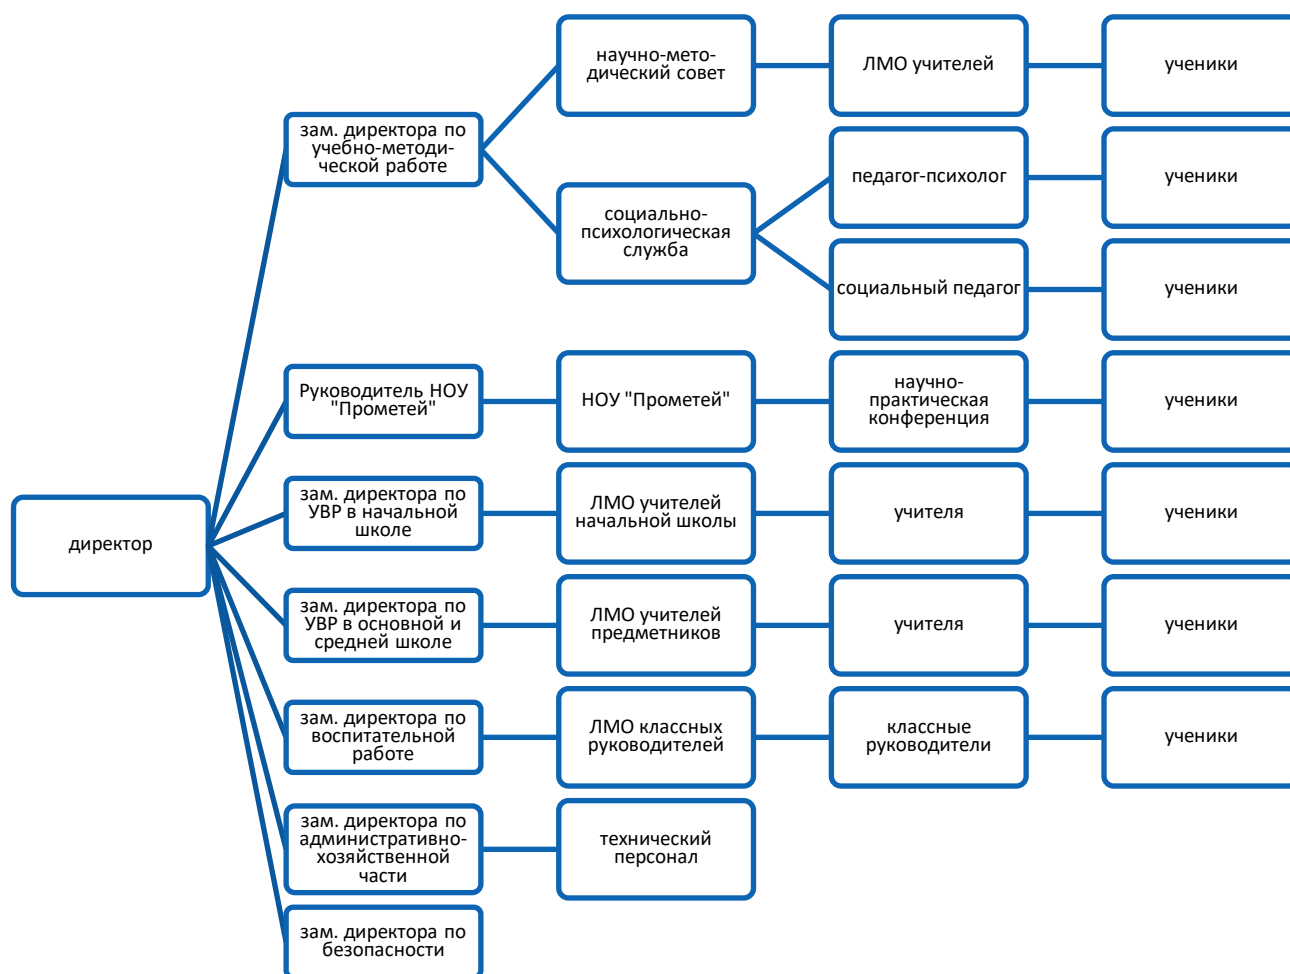 директор
зам. директора по
учебно-методи-
ческой работе
научно-мето-
дический совет
ЛМО учителей
ученики
социально-
психологическая
служба
педагог-психолог
ученики
социальный педагог
ученики
Руководитель НОУ
"Прометей"
НОУ "Прометей"
научно-
практическая
конференция
ученики
зам. директора по
УВР в начальной
школе
ЛМО учителей
начальной школы
учителя
ученики
зам. директора по
УВР в основной и
средней школе
ЛМО учителей
предметников
учителя
ученики
зам. директора по
воспитательной
работе
ЛМО классных
руководителей
классные
руководители
ученики
зам. директора по
административно-
хозяйственной
части
технический
персонал
зам. директора по
безопасности